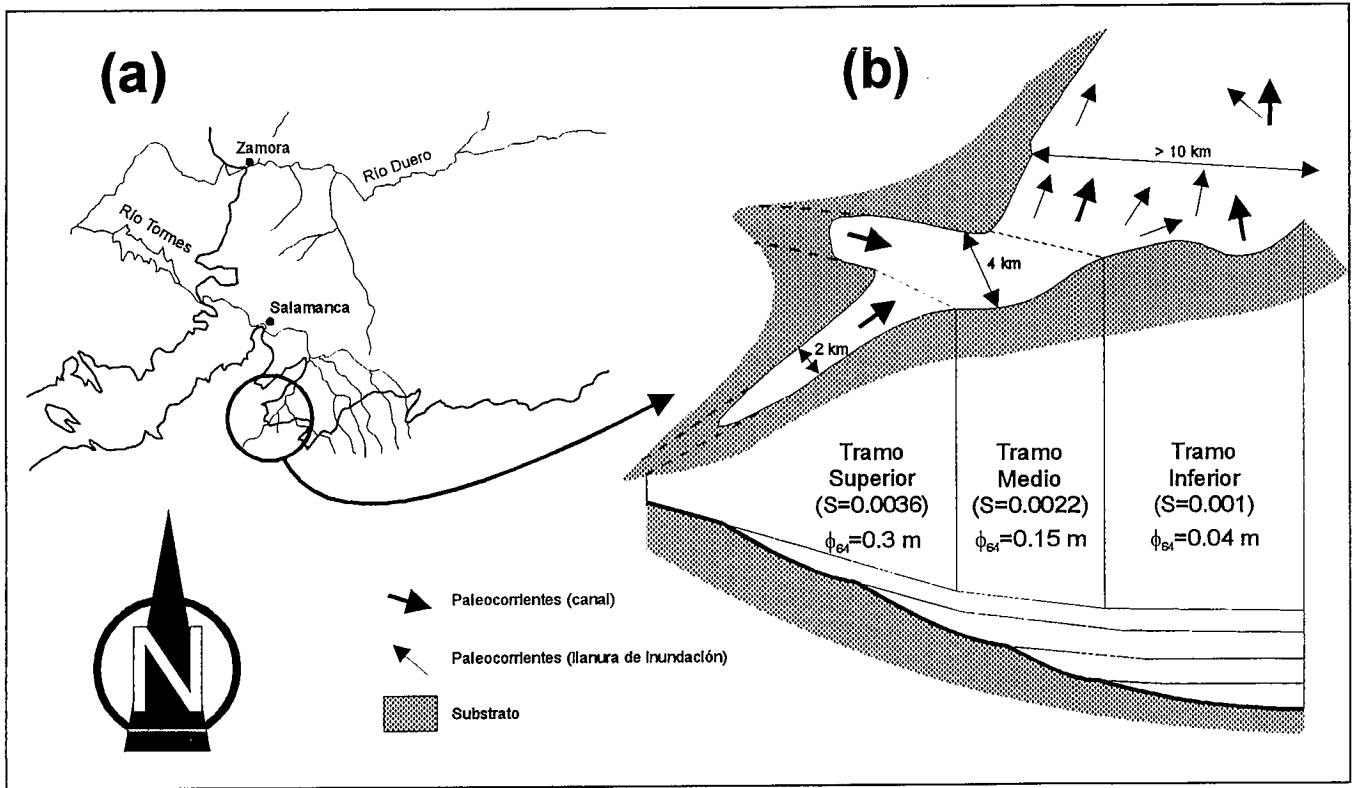 (a)
Zamora
Río Duero
Río Tormes
Salamanca
N
Paleocorrientes (canal)
Paleocorrientes (llanura de Inundación)
Substrato
(b)
> 10 km
4 km
2 km
Tramo
Superior
(S=0.0036)
ϕ64=0.3 m
Tramo
Medio
(S=0.0022)
ϕ64=0.15 m
Tramo
Inferior
(S=0.001)
ϕ64=0.04 m